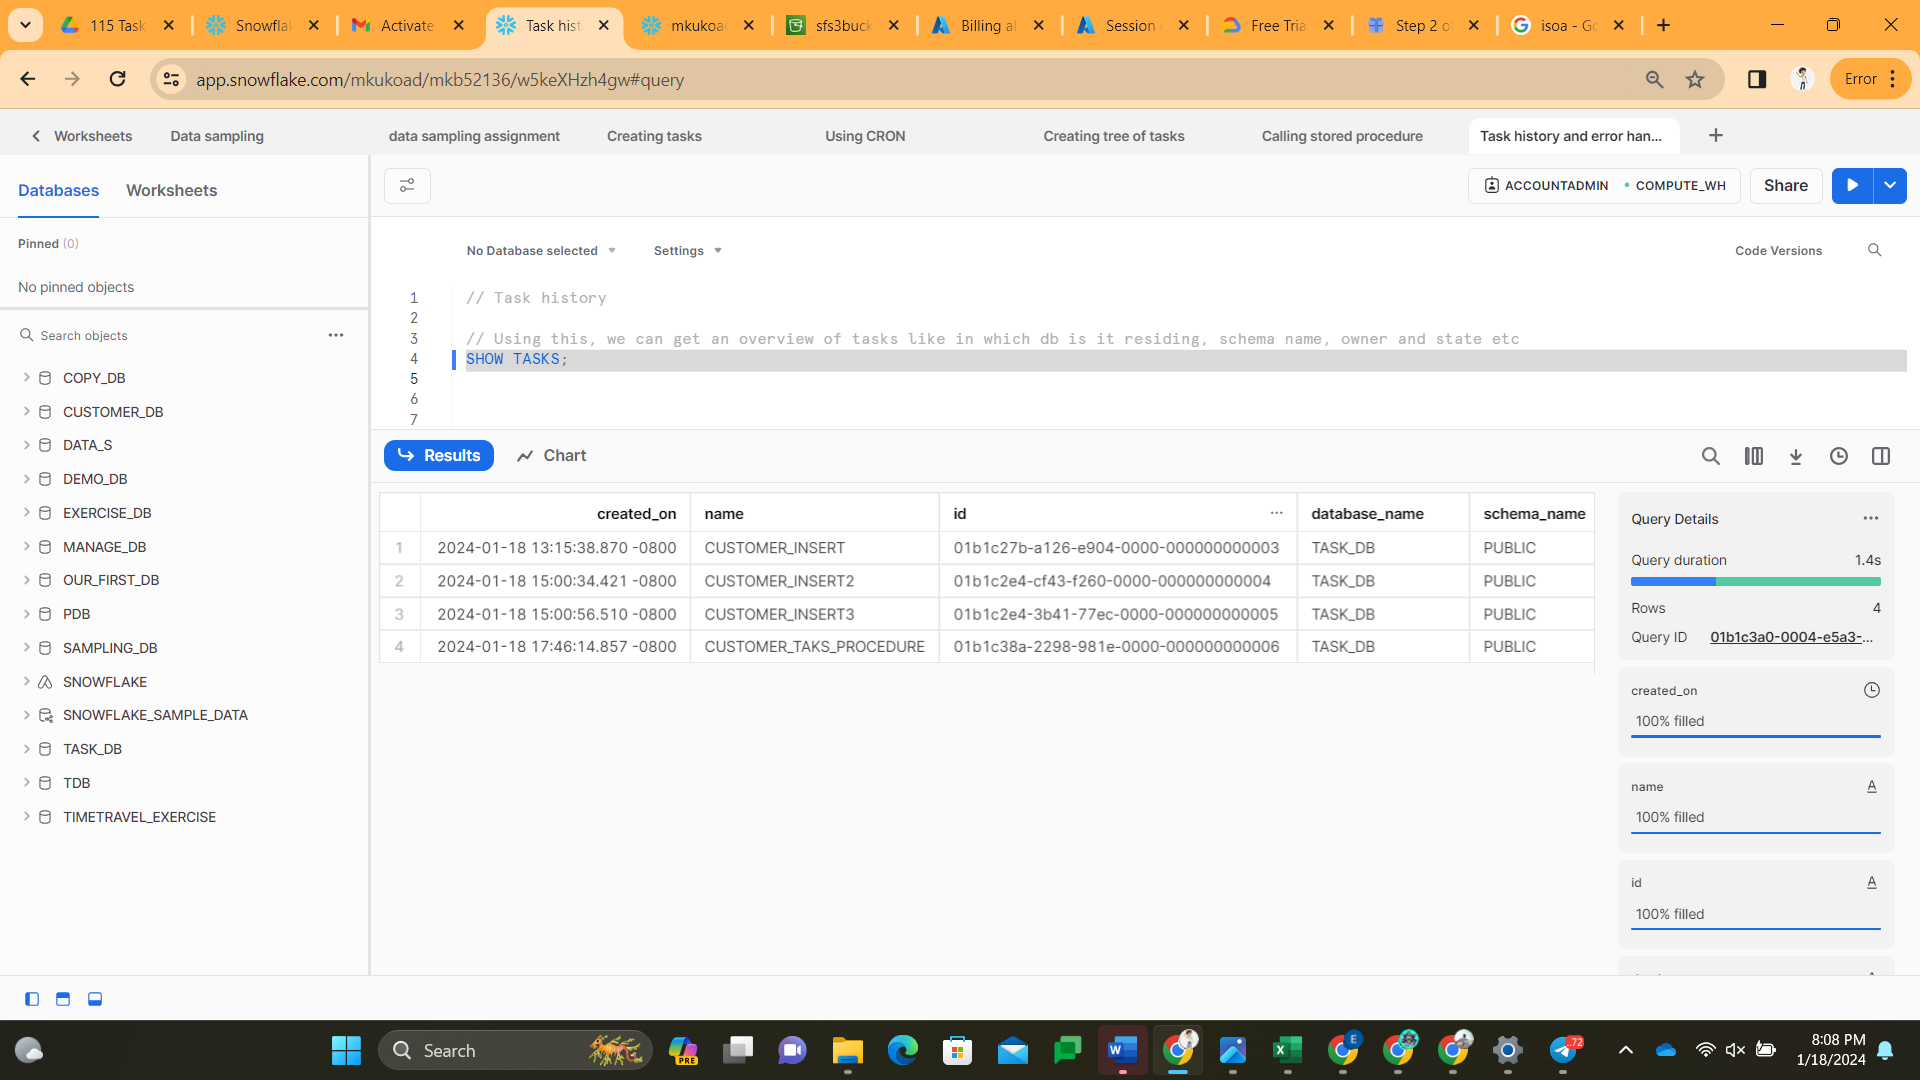 115 Task
Snowflak
Activate
Task hist
mkukoad
sfs3buck
Billing al
Session
Free Tria
Step 2 o
isoa - Go
app.snowflake.com/mkukoad/mkb52136/w5keXHzh4gw#query
Error
Worksheets
Data sampling
data sampling assignment
Creating tasks
Using CRON
Creating tree of tasks
Calling stored procedure
Task history and error han...
Databases
Worksheets
ACCOUNTADMIN
COMPUTE_WH
Share
Pinned (0)
No pinned objects
No Database selected
Settings
Code Versions
1 // Task history
2
3 // Using this, we can get an overview of tasks like in which db is it residing, schema name, owner and state etc
4 SHOW TASKS;
5
6
7
Search objects
COPY_DB
CUSTOMER_DB
DATA_S
DEMO_DB
EXERCISE_DB
MANAGE_DB
OUR_FIRST_DB
PDB
SAMPLING_DB
SNOWFLAKE
SNOWFLAKE_SAMPLE_DATA
TASK_DB
TDB
TIMETRAVEL_EXERCISE
Results
Chart
created_on name id ... database_name schema_name
1 2024-01-18 13:15:38.870 -0800 CUSTOMER_INSERT 01b1c27b-a126-e904-0000-000000000003 TASK_DB PUBLIC
2 2024-01-18 15:00:34.421 -0800 CUSTOMER_INSERT2 01b1c2e4-cf43-f260-0000-000000000004 TASK_DB PUBLIC
3 2024-01-18 15:00:56.510 -0800 CUSTOMER_INSERT3 01b1c2e4-3b41-77ec-0000-000000000005 TASK_DB PUBLIC
4 2024-01-18 17:46:14.857 -0800 CUSTOMER_TAKS_PROCEDURE 01b1c38a-2298-981e-0000-000000000006 TASK_DB PUBLIC
Query Details
Query duration 1.4s
Rows 4
Query ID 01b1c3a0-0004-e5a3-...
created_on
100% filled
name A
100% filled
id A
100% filled
Search
PRE
W
E
72
8:08 PM
1/18/2024